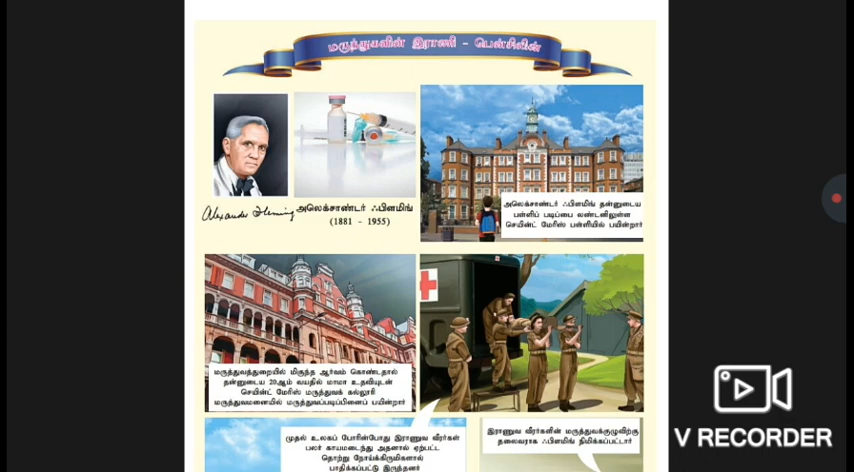 மருந்துகளின் இராணி - பென்சிலின்
Alexander Fleming
அலெக்சாண்டர் ஃபிளமிங்
(1881 - 1955)
அலெக்சாண்டர் ஃபிளமிங் தன்னுடைய
பள்ளிப் படிப்பை லண்டனிலுள்ள
செயின்ட் மேரிஸ் பள்ளியில் பயின்றார்
மருத்துவத்துறையில் மிகுந்த ஆர்வம் கொண்டதால்
தன்னுடைய 20ஆம் வயதில் மாமா உதவியுடன்
செயின்ட் மேரிஸ் மருத்துவக் கல்லூரி
மருத்துவமனையில் மருத்துவப்படிப்பினைப் பயின்றார்
முதல் உலகப் போரின்போது இராணுவ வீரர்கள்
பலர் காயமடைந்து அதனால் ஏற்பட்ட
தொற்று நோய்க்கிருமிகளால்
பாதிக்கப்பட்டு இருந்தனர்
இராணுவ வீரர்களின் மருத்துவக்குழுவிற்கு
தலைவராக ஃபிளமிங் நிமிக்கப்பட்டார்
V RECORDER